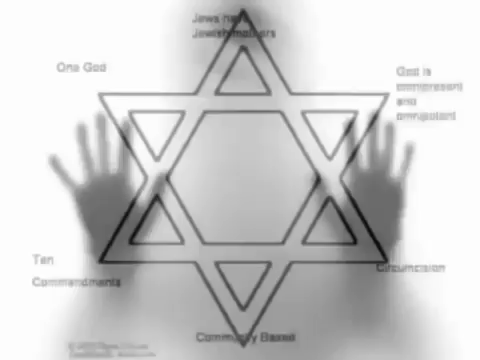 Jews have
Jewish mothers
One God
God is
omnipresent
and
omnipotent
Ten
Commandments
Circumcision
Community Based